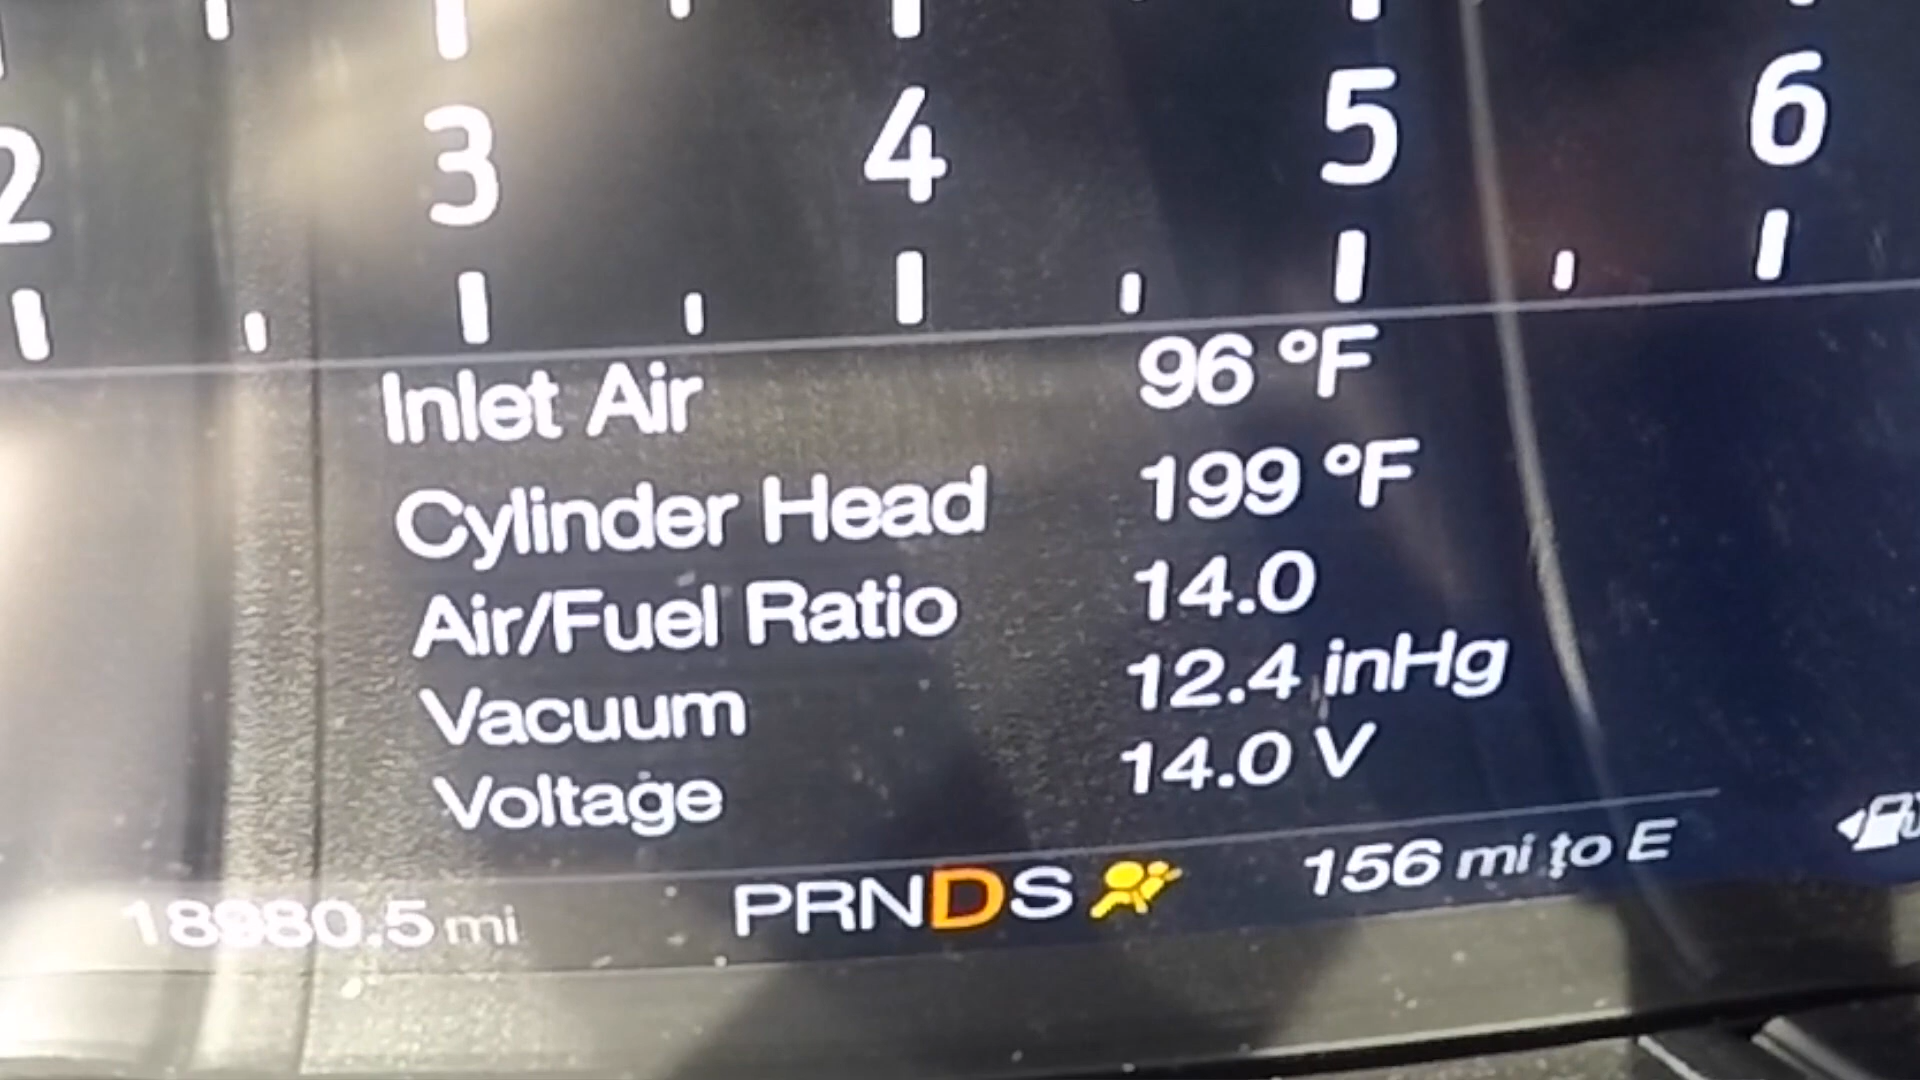 2 3 4 5 6
Inlet Air 96 °F
Cylinder Head 199 °F
Air/Fuel Ratio 14.0
Vacuum 12.4 inHg
Voltage 14.0 V
18980.5 mi PRNDS 156 mi to E